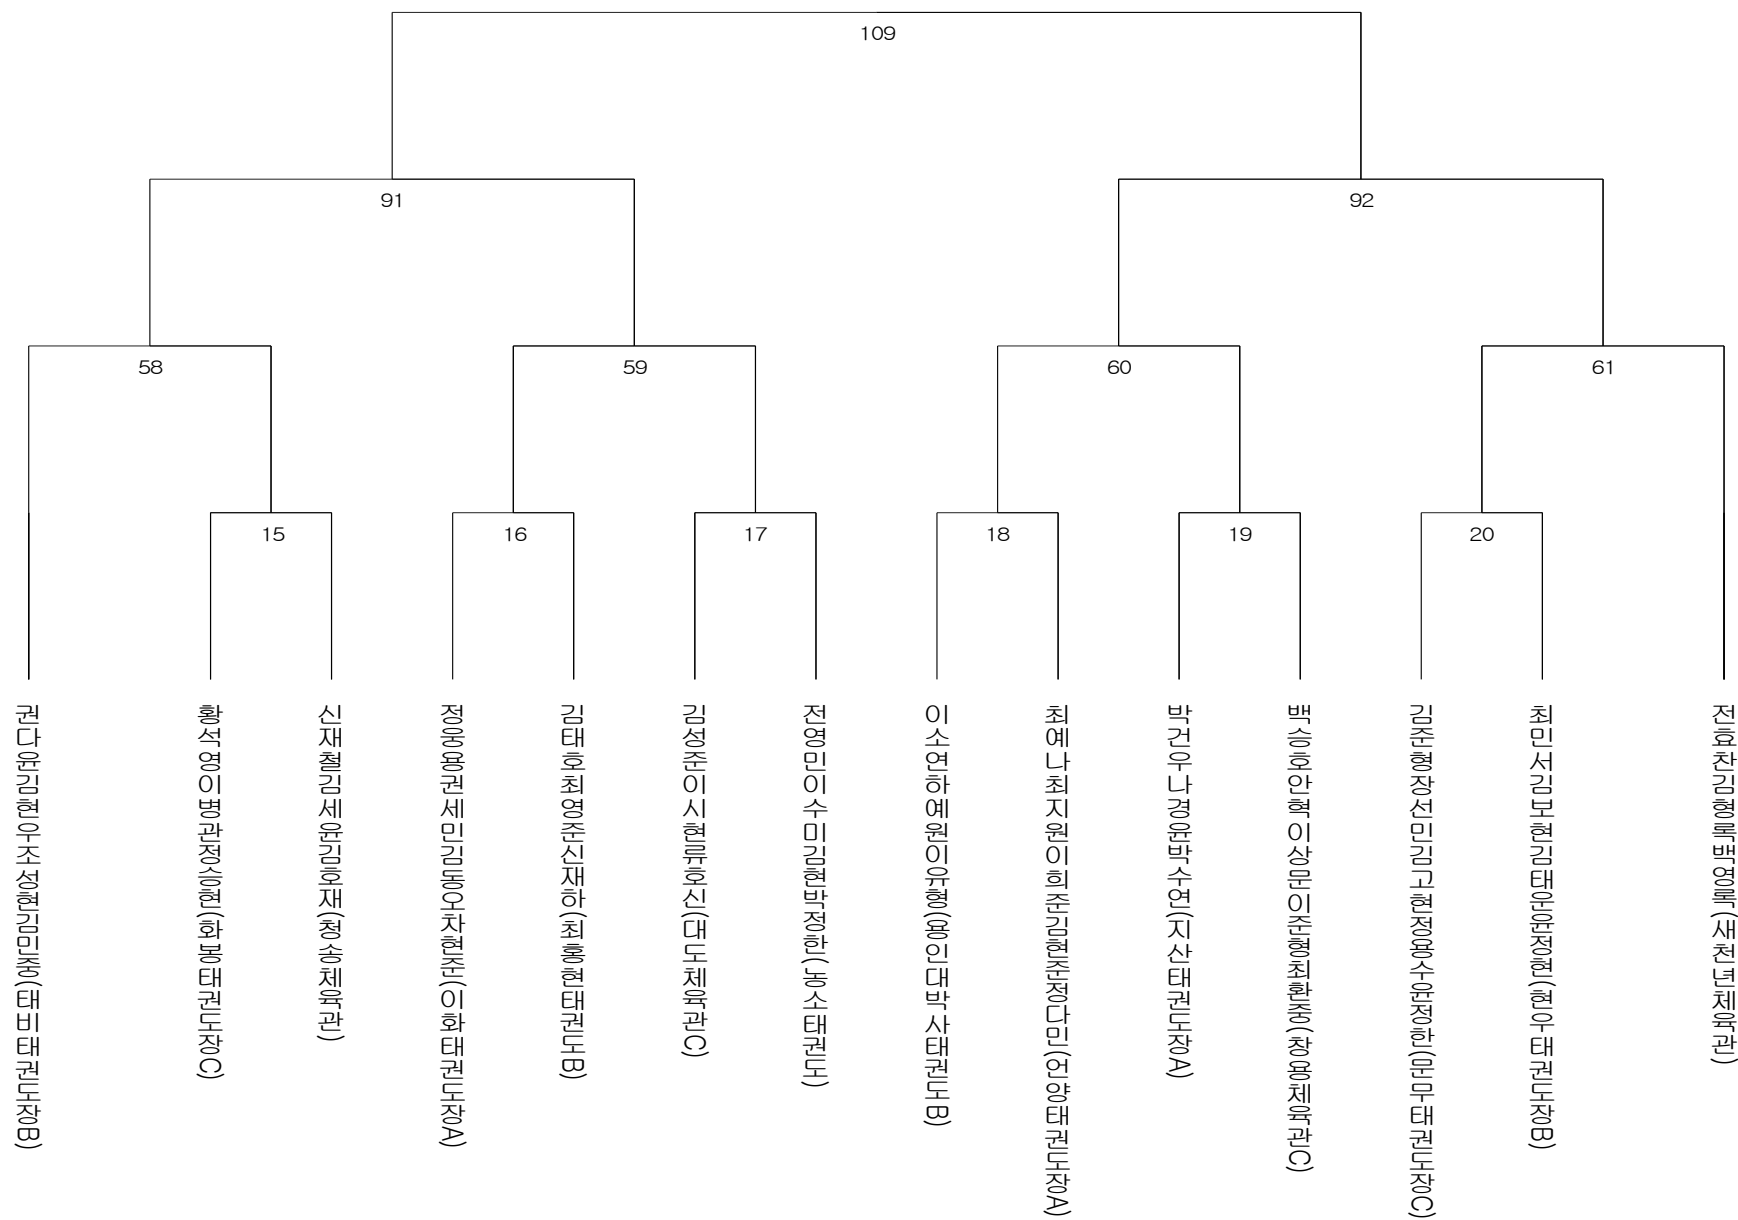 109
91
92
58
59
60
61
15
16
17
18
19
20
권다윤김현우조성현김민중(태비태권도장B)
황석영이병관정승현(화봉태권도장C)
신재철김세윤김호재(청송체육관)
정웅용권세민김동오차현준(이화태권도장A)
김태호최영준신재하(최홍현태권도B)
김성준이시현류호신(대도체육관C)
전영민이수미김현박정한(농소태권도)
이소연하예원이유형(용인대박사태권도B)
최예나최지원이희준김현준정다민(언양태권도장A)
박건우나경윤박수연(지산태권도장A)
백승호안혁이상문이준형최환중(창용체육관C)
김준형장선민김고현정용수윤정한(문무태권도장C)
최민서김보현김태운윤정현(현우태권도장B)
전효찬김형록백영록(새천년체육관)